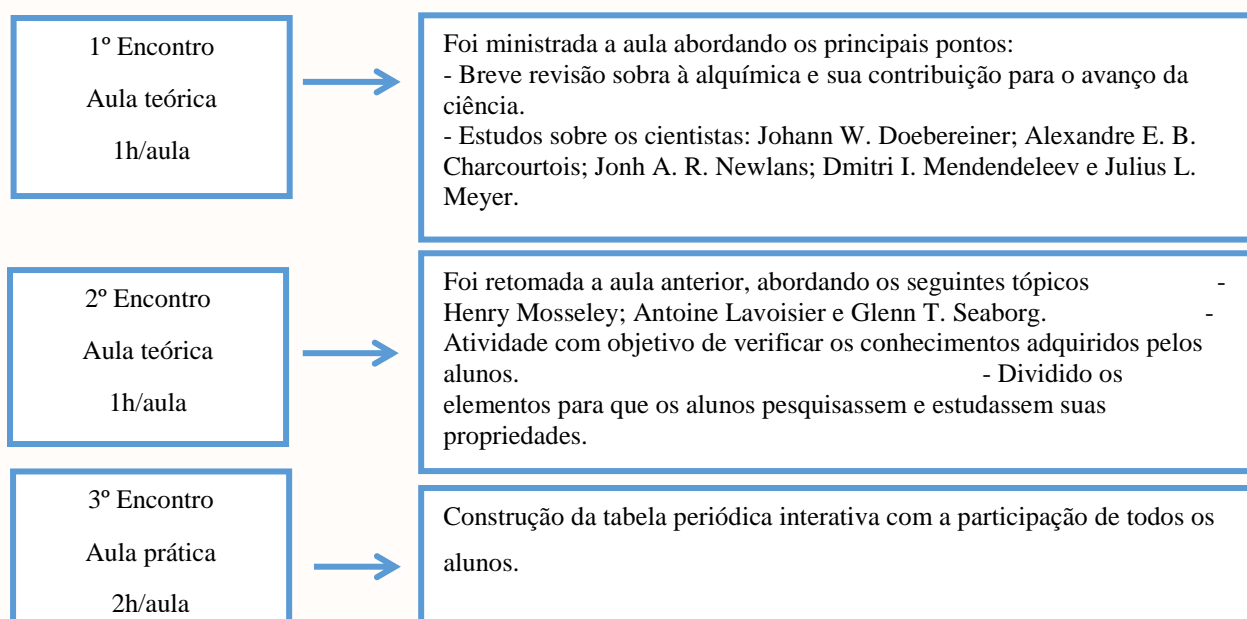 1º Encontro
Aula teórica
1h/aula
Foi ministrada a aula abordando os principais pontos:
- Breve revisão sobra à alquímica e sua contribuição para o avanço da
ciência.
- Estudos sobre os cientistas: Johann W. Doebereiner; Alexandre E. B.
Charcourtois; Jonh A. R. Newlans; Dmitri I. Mendendeleev e Julius L.
Meyer.
2º Encontro
Aula teórica
1h/aula
Foi retomada a aula anterior, abordando os seguintes tópicos -
Henry Mosseley; Antoine Lavoisier e Glenn T. Seaborg. -
Atividade com objetivo de verificar os conhecimentos adquiridos pelos
alunos. - Dividido os
elementos para que os alunos pesquisassem e estudassem suas
propriedades.
3º Encontro
Aula prática
2h/aula
Construção da tabela periódica interativa com a participação de todos os
alunos.